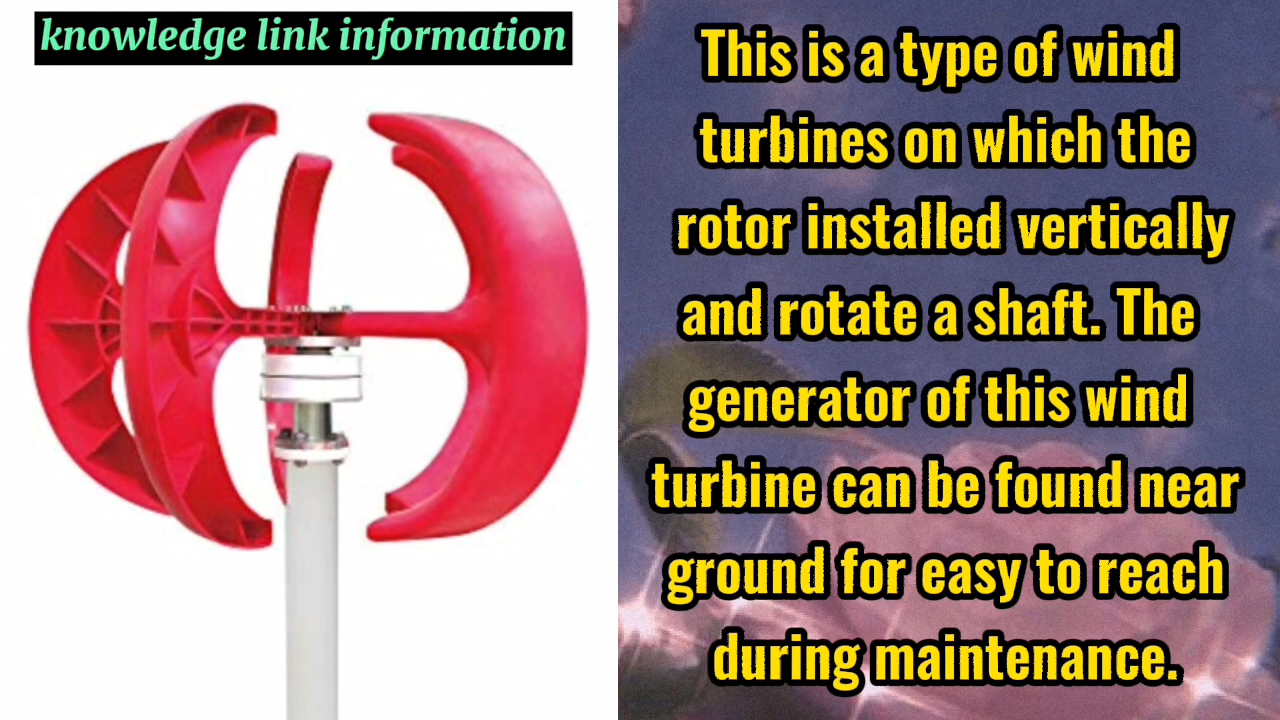 knowledge link information
This is a type of wind
turbines on which the
rotor installed vertically
and rotate a shaft. The
generator of this wind
turbine can be found near
ground for easy to reach
during maintenance.